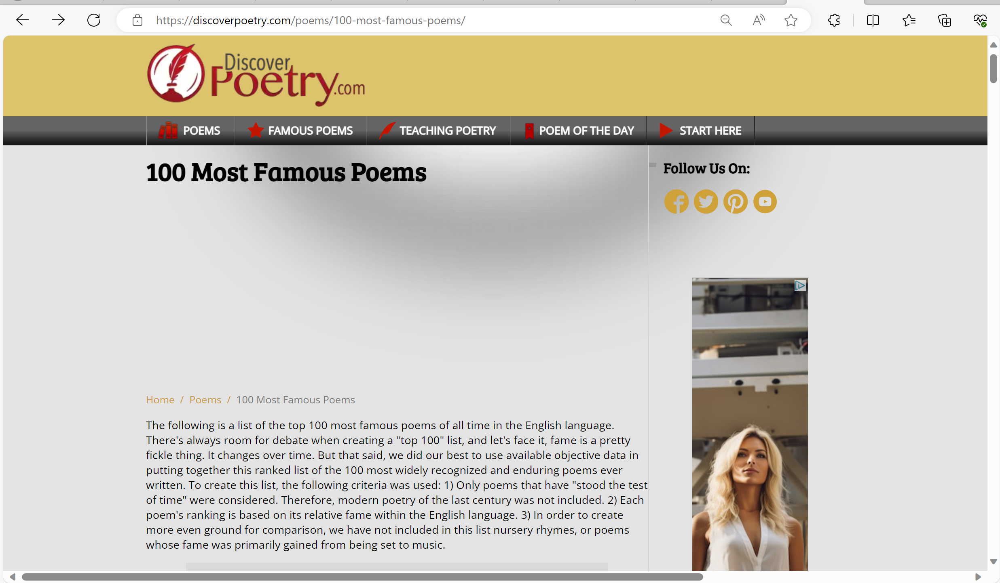 https://discoverpoetry.com/poems/100-most-famous-poems/
Discover
Poetry.com
POEMS
FAMOUS POEMS
TEACHING POETRY
POEM OF THE DAY
START HERE
100 Most Famous Poems
Follow Us On:
Home / Poems / 100 Most Famous Poems
The following is a list of the top 100 most famous poems of all time in the English language.
There's always room for debate when creating a "top 100" list, and let's face it, fame is a pretty
fickle thing. It changes over time. But that said, we did our best to use available objective data in
putting together this ranked list of the 100 most widely recognized and enduring poems ever
written. To create this list, the following criteria was used: 1) Only poems that have "stood the test
of time" were considered. Therefore, modern poetry of the last century was not included. 2) Each
poem's ranking is based on its relative fame within the English language. 3) In order to create
more even ground for comparison, we have not included in this list nursery rhymes, or poems
whose fame was primarily gained from being set to music.